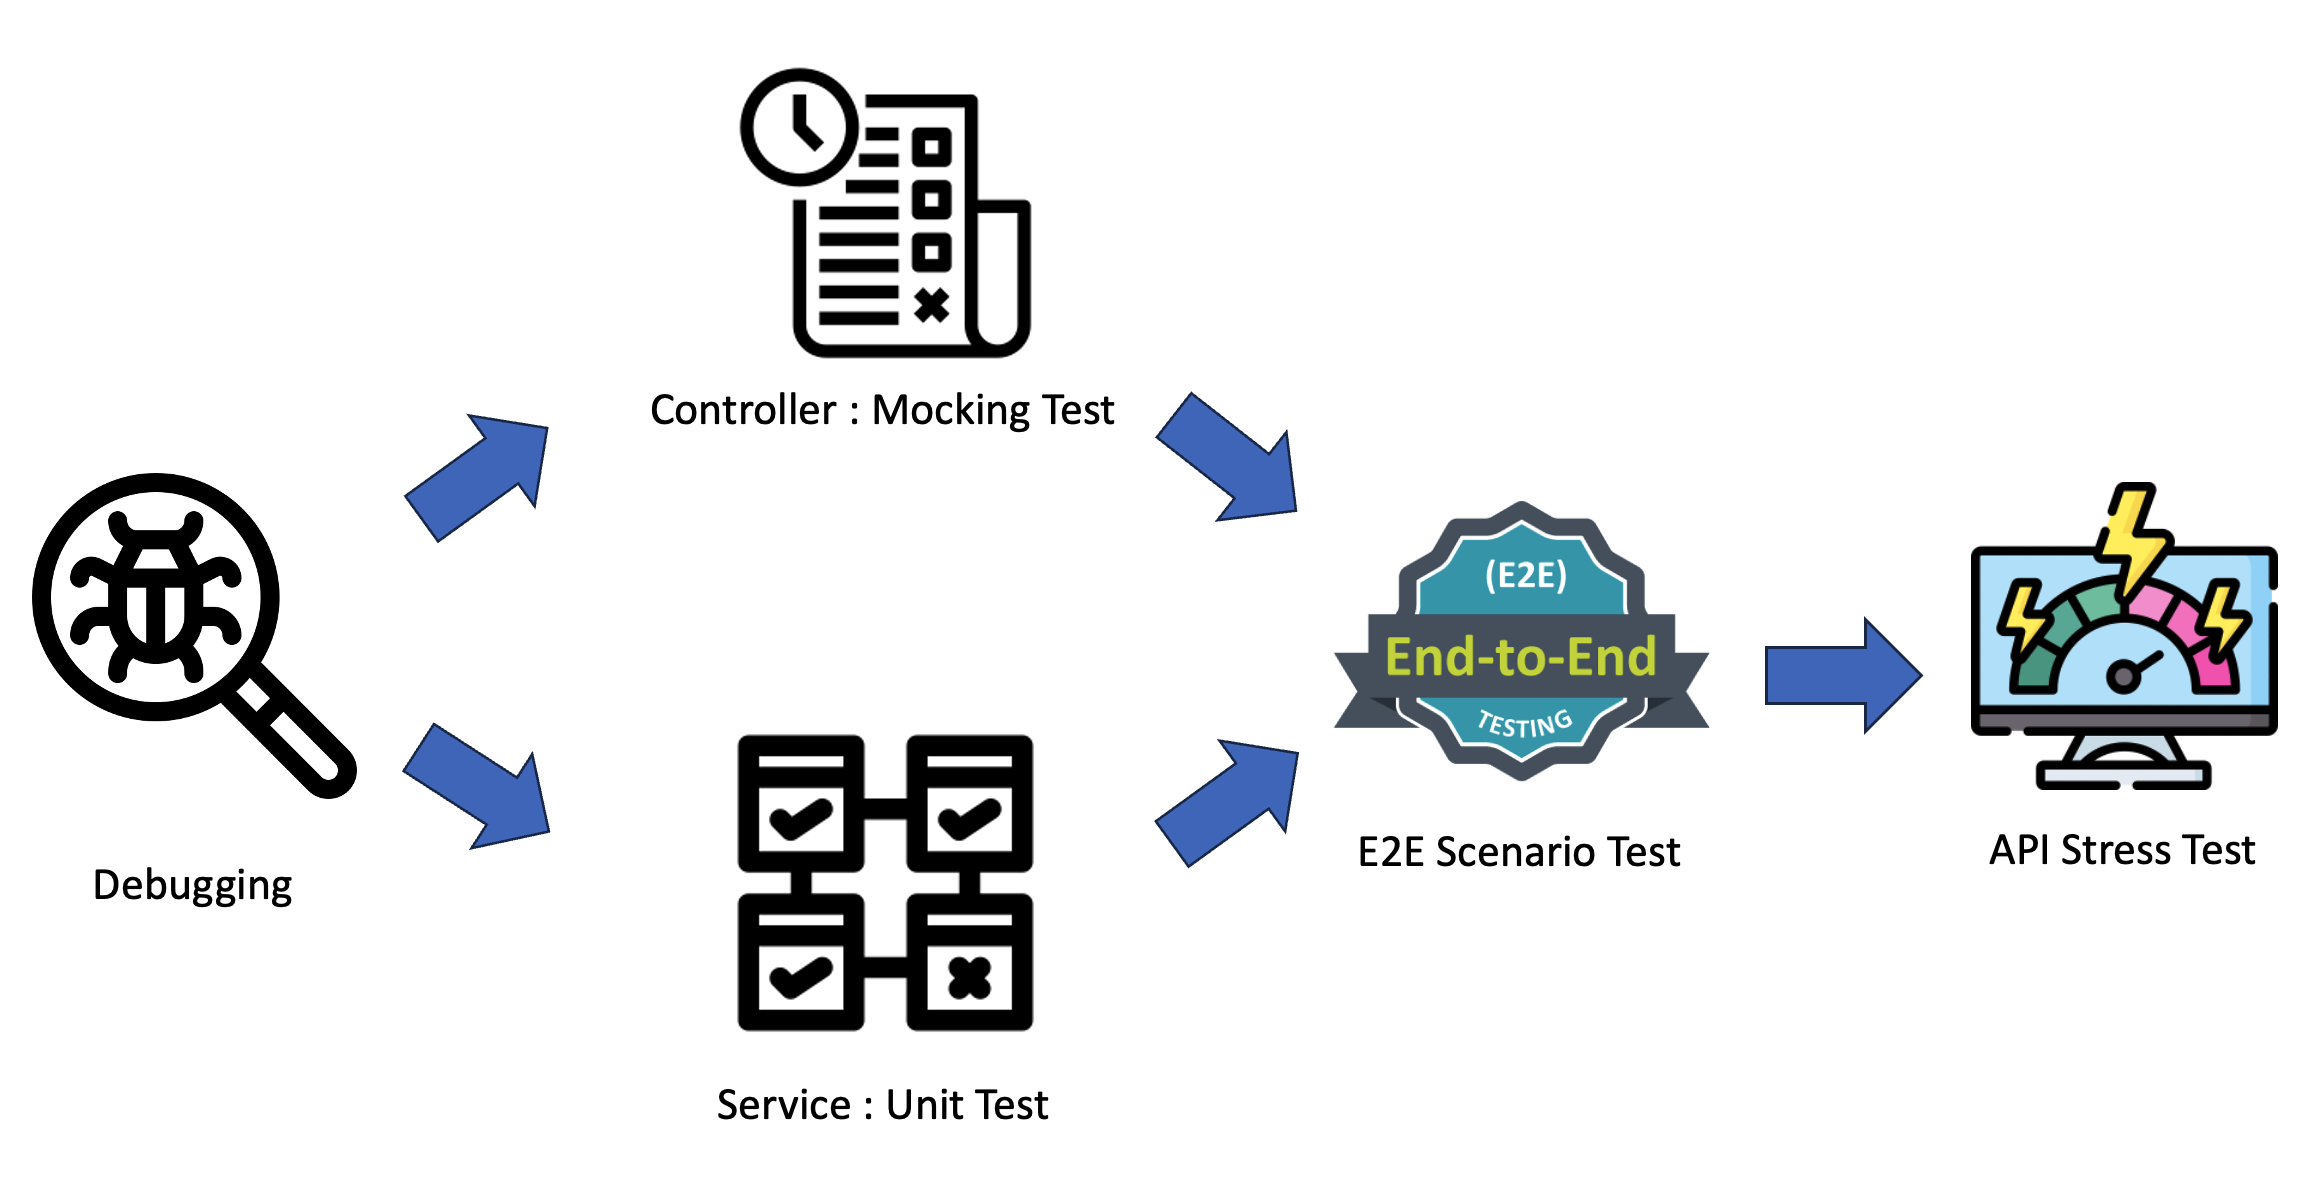 Controller : Mocking Test
Debugging
Service : Unit Test
(E2E)
End-to-End
TESTING
E2E Scenario Test
API Stress Test